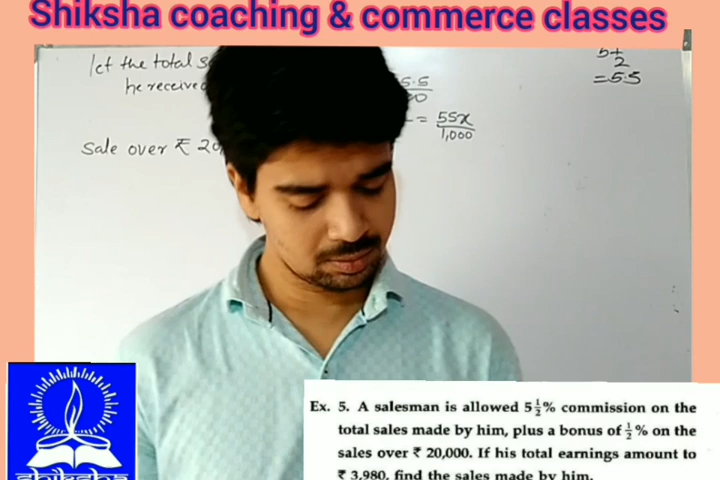 Shiksha coaching & commerce classes
let the total
he received
5.5
= 55x
1,000
5 1/2
= 5.5
Sale over ₹ 20,
Ex. 5. A salesman is allowed 5½% commission on the
total sales made by him, plus a bonus of ½% on the
sales over ₹ 20,000. If his total earnings amount to
₹ 3,980, find the sales made by him.
shiksha